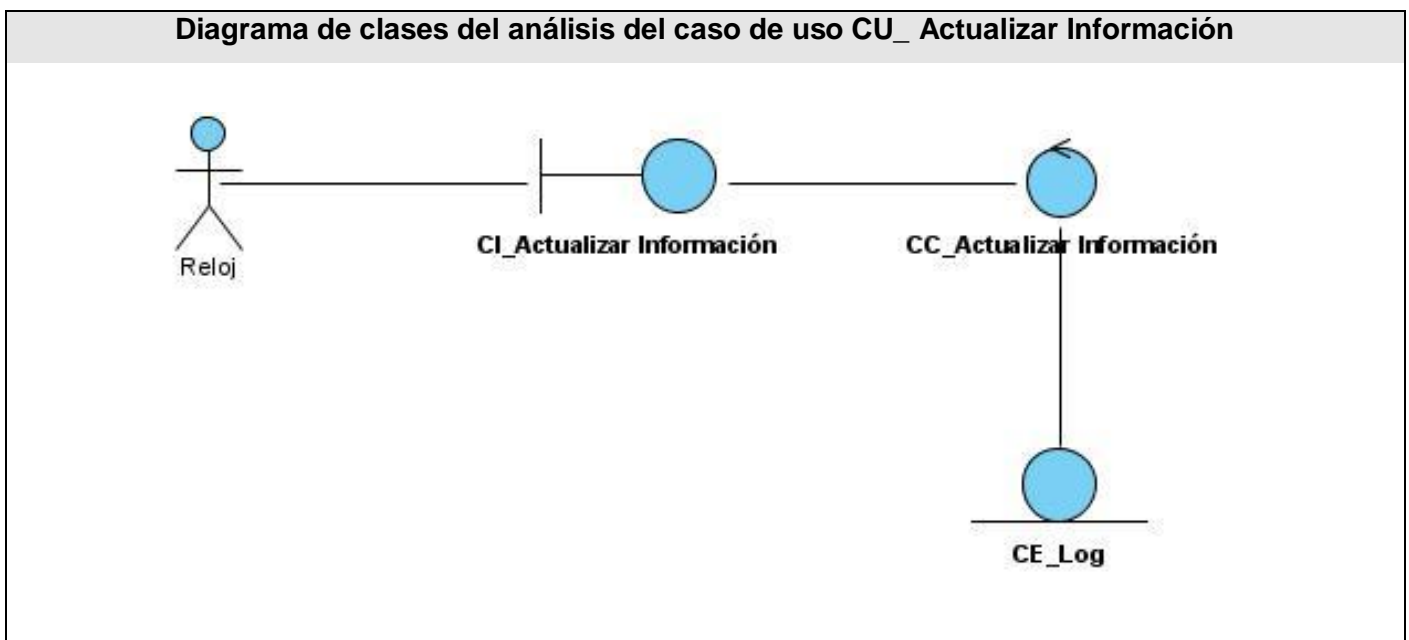 Diagrama de clases del análisis del caso de uso CU_ Actualizar Información
CI_Actualizar Información
CC_Actualizar Información
Reloj
CE_Log